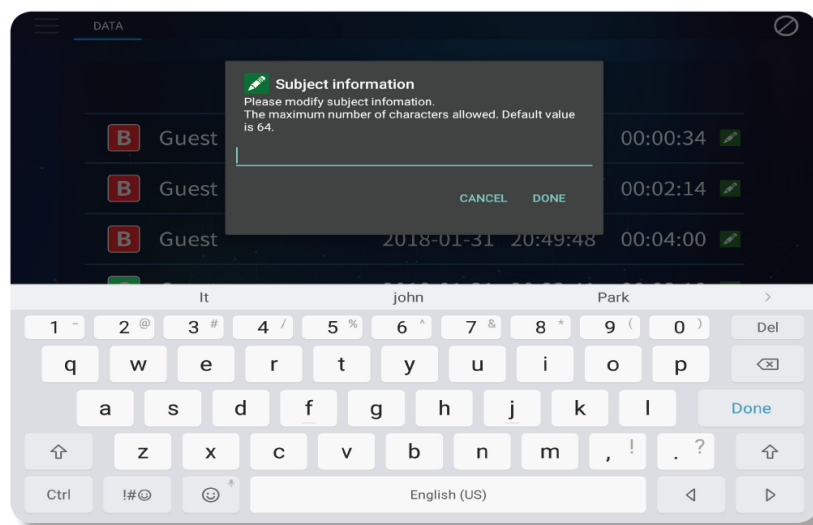 DATA
Subject information
Please modify subject infomation.
The maximum number of characters allowed. Default value
is 64.
CANCEL DONE
B Guest 00:00:34
B Guest 00:02:14
B Guest 2018-01-31 20:49:48 00:04:00
It john Park
1 - 2 @ 3 # 4 / 5 % 6 ^ 7 & 8 * 9 ( 0 ) Del
q w e r t y u i o p
a s d f g h j k l Done
z x c v b n m , ! . ?
Ctrl !#☺ English (US)